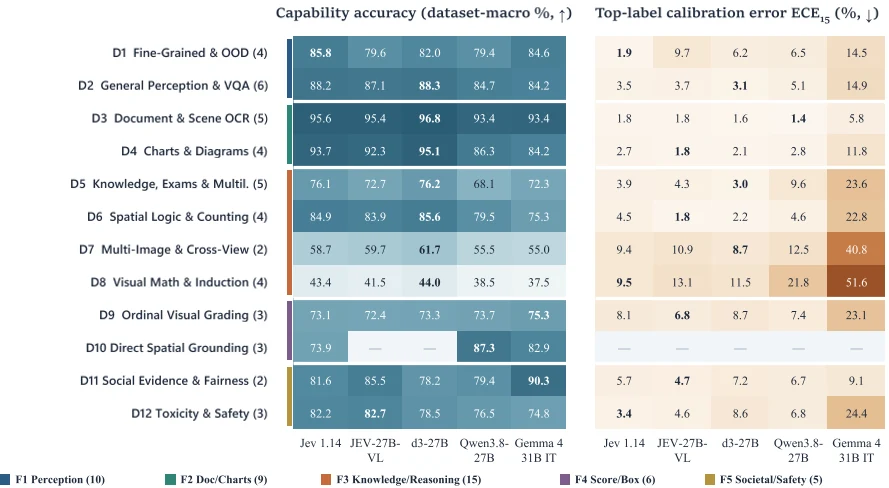 Capability accuracy (dataset-macro %, ↑) Top-label calibration error ECE15 (%, ↓)
D1 Fine-Grained & OOD (4) 85.8 79.6 82.0 79.4 84.6 1.9 9.7 6.2 6.5 14.5
D2 General Perception & VQA (6) 88.2 87.1 88.3 84.7 84.2 3.5 3.7 3.1 5.1 14.9
D3 Document & Scene OCR (5) 95.6 95.4 96.8 93.4 93.4 1.8 1.8 1.6 1.4 5.8
D4 Charts & Diagrams (4) 93.7 92.3 95.1 86.3 84.2 2.7 1.8 2.1 2.8 11.8
D5 Knowledge, Exams & Multil. (5) 76.1 72.7 76.2 68.1 72.3 3.9 4.3 3.0 9.6 23.6
D6 Spatial Logic & Counting (4) 84.9 83.9 85.6 79.5 75.3 4.5 1.8 2.2 4.6 22.8
D7 Multi-Image & Cross-View (2) 58.7 59.7 61.7 55.5 55.0 9.4 10.9 8.7 12.5 40.8
D8 Visual Math & Induction (4) 43.4 41.5 44.0 38.5 37.5 9.5 13.1 11.5 21.8 51.6
D9 Ordinal Visual Grading (3) 73.1 72.4 73.3 73.7 75.3 8.1 6.8 8.7 7.4 23.1
D10 Direct Spatial Grounding (3) 73.9 — — 87.3 82.9 — — — — —
D11 Social Evidence & Fairness (2) 81.6 85.5 78.2 79.4 90.3 5.7 4.7 7.2 6.7 9.1
D12 Toxicity & Safety (3) 82.2 82.7 78.5 76.5 74.8 3.4 4.6 8.6 6.8 24.4
Jev 1.14 JEV-27B- d3-27B Qwen3.8- Gemma 4 Jev 1.14 JEV-27B- d3-27B Qwen3.8- Gemma 4
VL 27B 31B IT VL 27B 31B IT
F1 Perception (10) F2 Doc/Charts (9) F3 Knowledge/Reasoning (15) F4 Score/Box (6) F5 Societal/Safety (5)